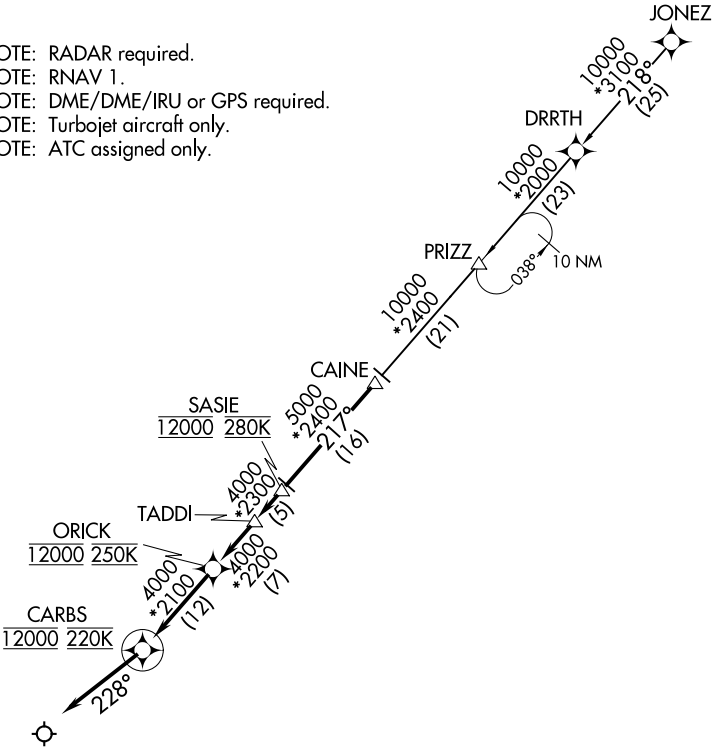 JONEZ
OTE: RADAR required.
OTE: RNAV 1.
OTE: DME/DME/IRU or GPS required.
OTE: Turbojet aircraft only.
OTE: ATC assigned only.
10000
*3100
218°
(25)
DRRTH
10000
*2000
(23)
PRIZZ
038°
10 NM
10000
*2400
(21)
CAINE
5000
*2400
217°
(16)
SASIE
12000 280K
4000
*2300
(5)
TADDI
4000
*2200
(7)
ORICK
12000 250K
4000
*2100
(12)
CARBS
12000 220K
228°